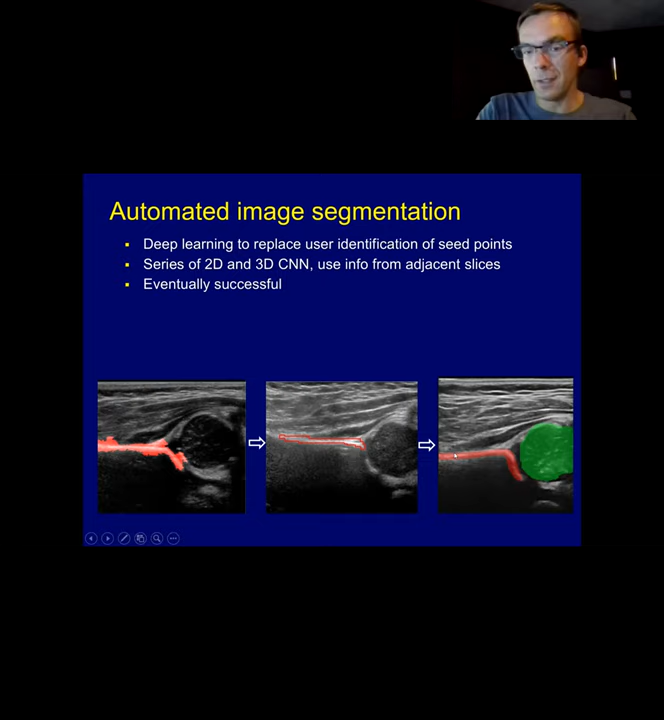 Automated image segmentation
Deep learning to replace user identification of seed points
Series of 2D and 3D CNN, use info from adjacent slices
Eventually successful